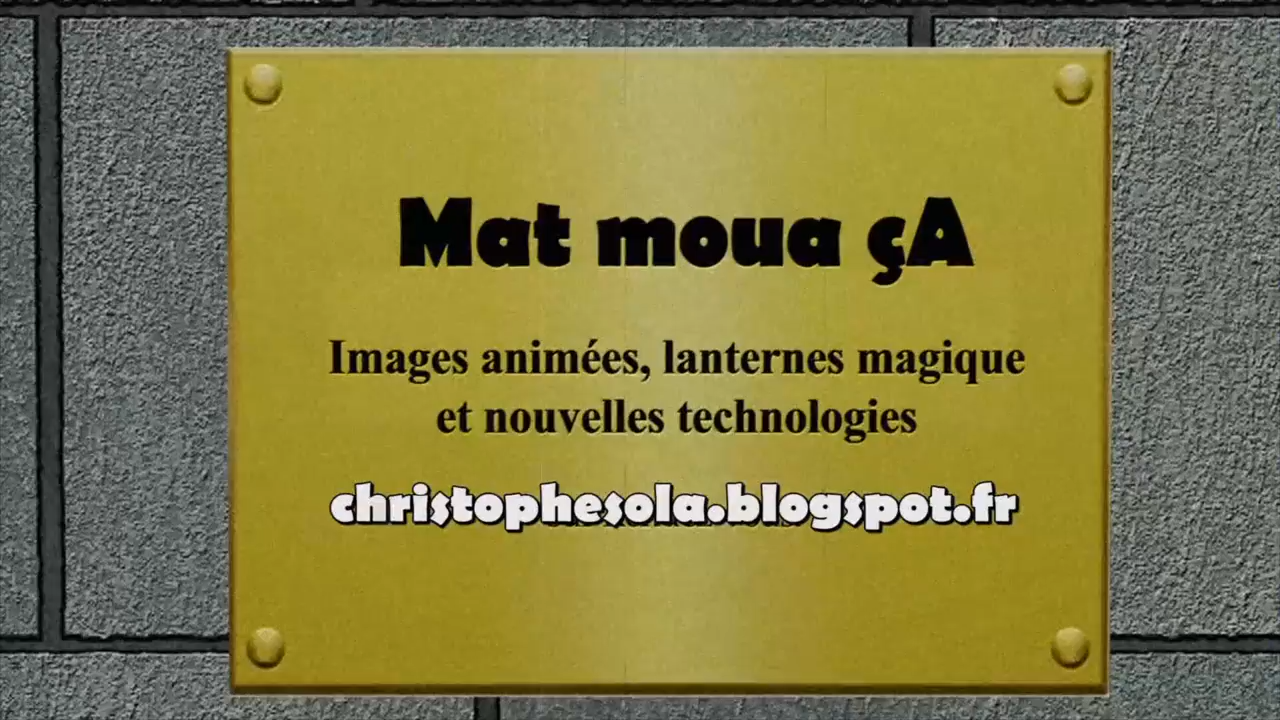 Mat moua çA
Images animées, lanternes magique
et nouvelles technologies
christophesola.blogspot.fr